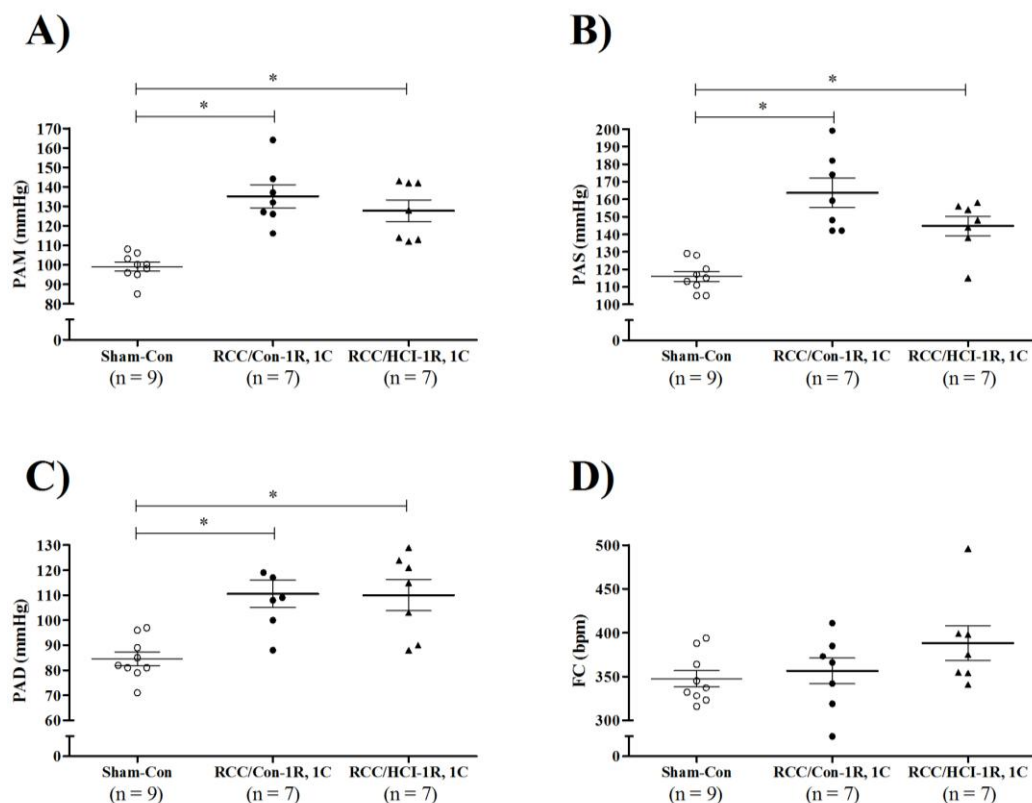 A)
*
*
PAM (mmHg)
170
160
150
140
130
120
110
100
90
80
0
Sham-Con RCC/Con-1R, 1C RCC/HCI-1R, 1C
(n = 9) (n = 7) (n = 7)
B)
*
*
PAS (mmHg)
200
190
180
170
160
150
140
130
120
110
100
0
Sham-Con RCC/Con-1R, 1C RCC/HCI-1R, 1C
(n = 9) (n = 7) (n = 7)
C)
*
*
PAD (mmHg)
130
120
110
100
90
80
70
60
0
Sham-Con RCC/Con-1R, 1C RCC/HCI-1R, 1C
(n = 9) (n = 7) (n = 7)
D)
FC (bpm)
500
450
400
350
300
0
Sham-Con RCC/Con-1R, 1C RCC/HCI-1R, 1C
(n = 9) (n = 7) (n = 7)